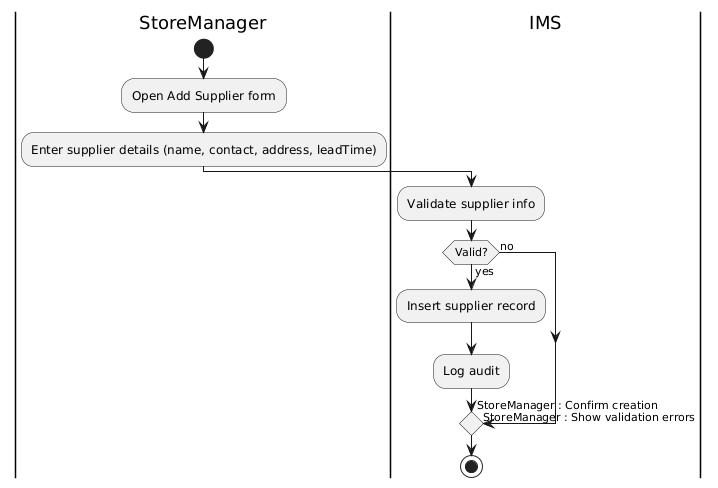 StoreManager
IMS
Open Add Supplier form
Enter supplier details (name, contact, address, leadTime)
Validate supplier info
Valid?
no
yes
Insert supplier record
Log audit
StoreManager : Confirm creation
StoreManager : Show validation errors